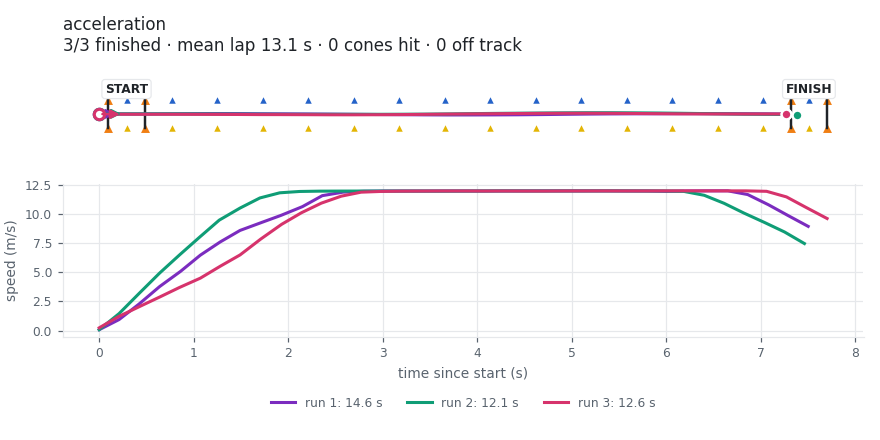 acceleration
3/3 finished · mean lap 13.1 s · 0 cones hit · 0 off track
START
FINISH
12.5
10.0
7.5
5.0
2.5
0.0
speed (m/s)
0 1 2 3 4 5 6 7 8
time since start (s)
run 1: 14.6 s run 2: 12.1 s run 3: 12.6 s